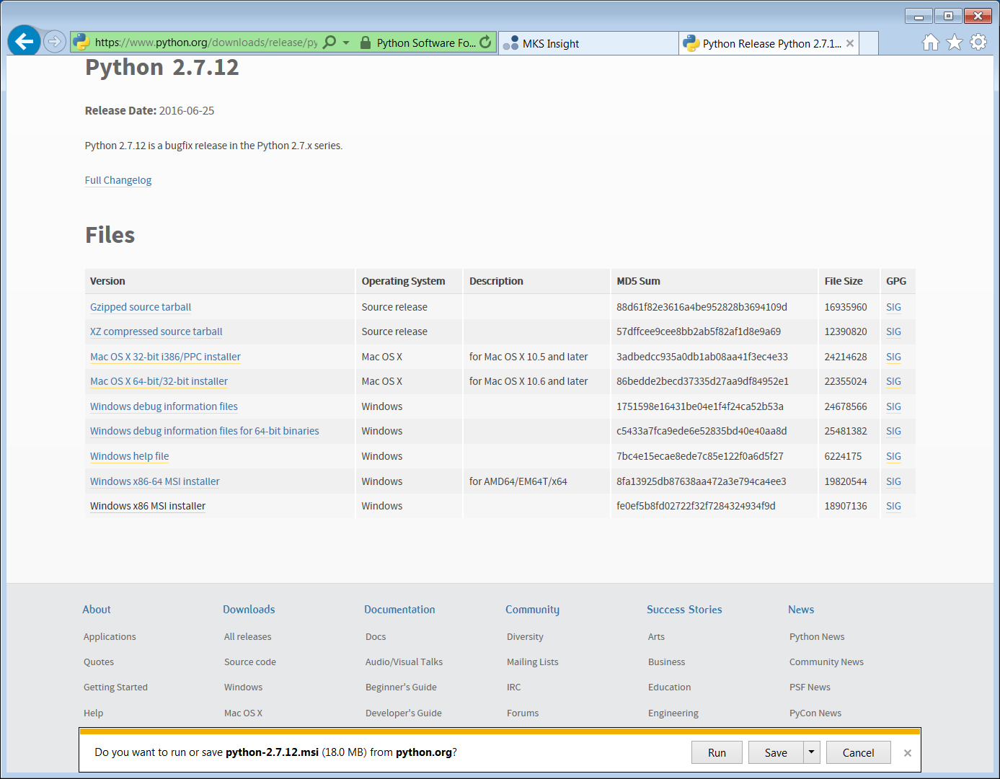 https://www.python.org/downloads/release/py
Python Software Fo...
MKS Insight
Python Release Python 2.7.1...
Python 2.7.12
Release Date: 2016-06-25
Python 2.7.12 is a bugfix release in the Python 2.7.x series.
Full Changelog
Files
Version Operating System Description MD5 Sum File Size GPG
Gzipped source tarball Source release 88d61f82e3616a4be952828b3694109d 16935960 SIG
XZ compressed source tarball Source release 57dffcee9cee8bb2ab5f82af1d8e9a69 12390820 SIG
Mac OS X 32-bit i386/PPC installer Mac OS X for Mac OS X 10.5 and later 3adbedcc935a0db1ab08aa41f3ec4e33 24214628 SIG
Mac OS X 64-bit/32-bit installer Mac OS X for Mac OS X 10.6 and later 86bedde2becd37335d27aa9df84952e1 22355024 SIG
Windows debug information files Windows 1751598e16431be04e1f4f24ca52b53a 24678566 SIG
Windows debug information files for 64-bit binaries Windows c5433a7fca9ede6e52835bd40e40aa8d 25481382 SIG
Windows help file Windows 7bc4e15ecae8ede7c85e122f0a6d5f27 6224175 SIG
Windows x86-64 MSI installer Windows for AMD64/EM64T/x64 8fa13925db87638aa472a3e794ca4ee3 19820544 SIG
Windows x86 MSI installer Windows fe0ef5b8fd02722f32f7284324934f9d 18907136 SIG
About Downloads Documentation Community Success Stories News
Applications All releases Docs Diversity Arts Python News
Quotes Source code Audio/Visual Talks Mailing Lists Business Community News
Getting Started Windows Beginner's Guide IRC Education PSF News
Help Mac OS X Developer's Guide Forums Engineering PyCon News
Do you want to run or save python-2.7.12.msi (18.0 MB) from python.org?
Run Save Cancel